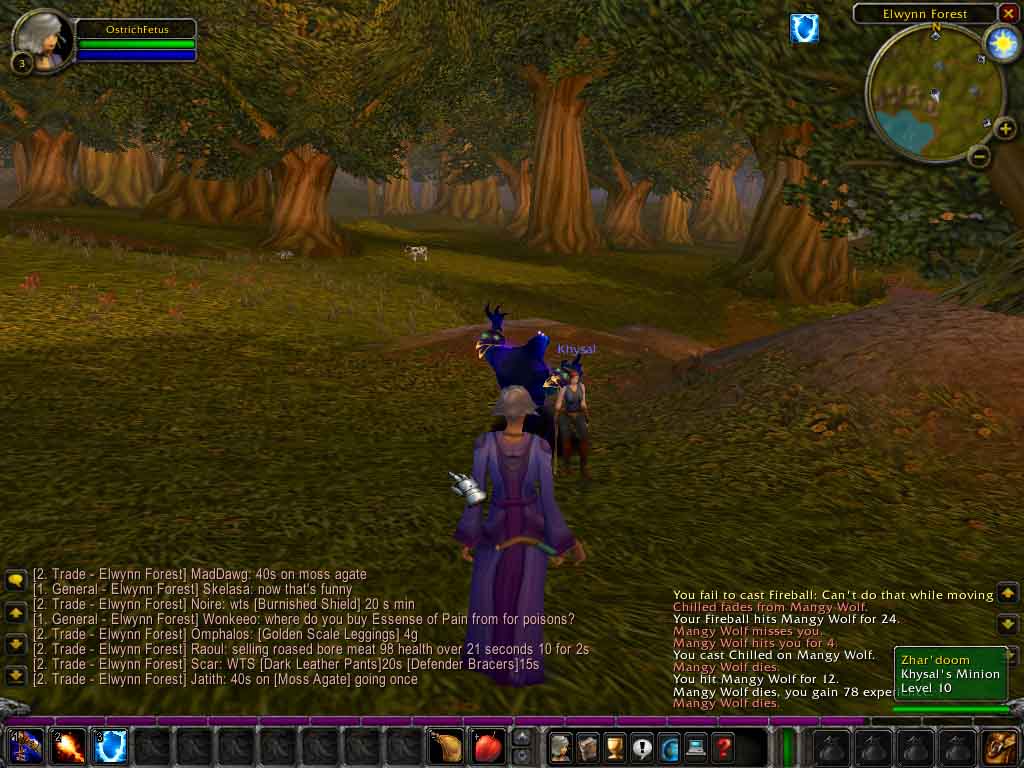 OstrichFetus
3
Elwynn Forest
N
Khysal
[2. Trade - Elwynn Forest] MadDawg: 40s on moss agate
[1. General - Elwynn Forest] Skelasa: now that's funny
[2. Trade - Elwynn Forest] Noire: wts [Burnished Shield] 20 s min
[1. General - Elwynn Forest] Wonkeeo: where do you buy Essense of Pain from for poisons?
[2. Trade - Elwynn Forest] Omphalos: [Golden Scale Leggings] 4g
[2. Trade - Elwynn Forest] Raoul: selling roased bore meat 98 health over 21 seconds 10 for 2s
[2. Trade - Elwynn Forest] Scar: WTS [Dark Leather Pants]20s [Defender Bracers]15s
[2. Trade - Elwynn Forest] Jatith: 40s on [Moss Agate] going once
You fail to cast Fireball: Can't do that while moving
Chilled fades from Mangy Wolf.
Your Fireball hits Mangy Wolf for 24.
Mangy Wolf misses you.
Mangy Wolf hits you for 4.
You cast Chilled on Mangy Wolf.
Mangy Wolf dies.
You hit Mangy Wolf for 12.
Mangy Wolf dies, you gain 78 expe
Mangy Wolf dies.
Zhar'doom
Khysal's Minion
Level 10
1 2 3